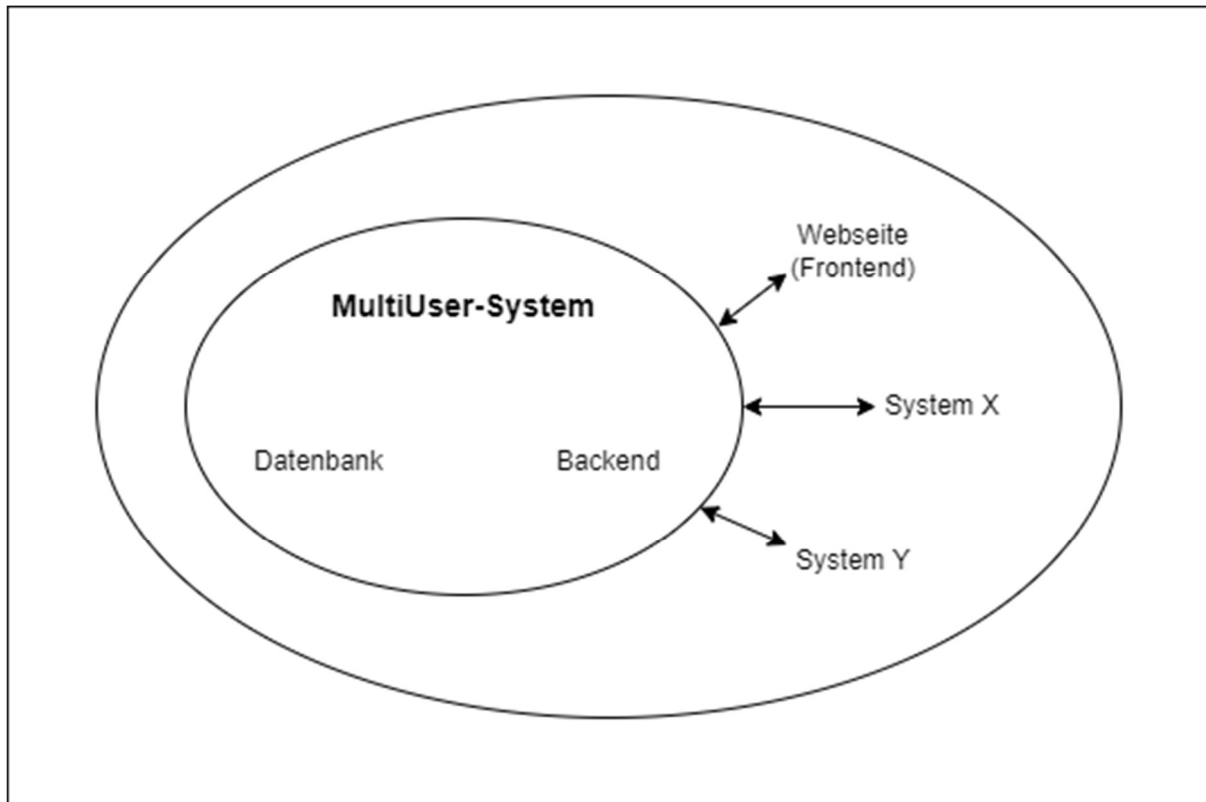 Webseite
(Frontend)
MultiUser-System
System X
Datenbank
Backend
System Y